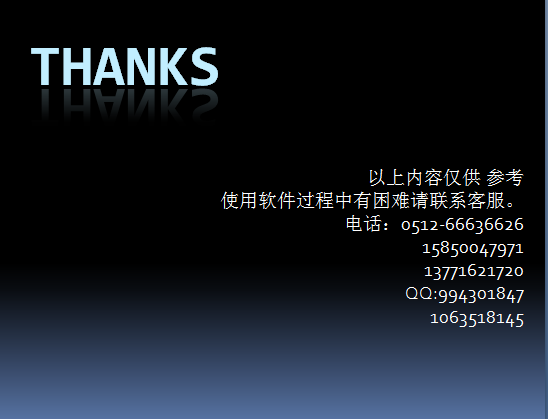 THANKS
以上内容仅供 参考
使用软件过程中有困难请联系客服。
电话：0512-66636626
15850047971
13771621720
QQ:994301847
1063518145